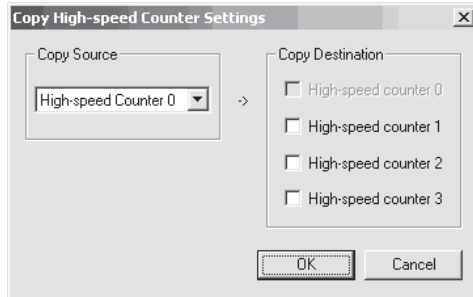 Copy High-speed Counter Settings
Copy Source
High-speed Counter 0
->
Copy Destination
High-speed counter 0
High-speed counter 1
High-speed counter 2
High-speed counter 3
OK
Cancel